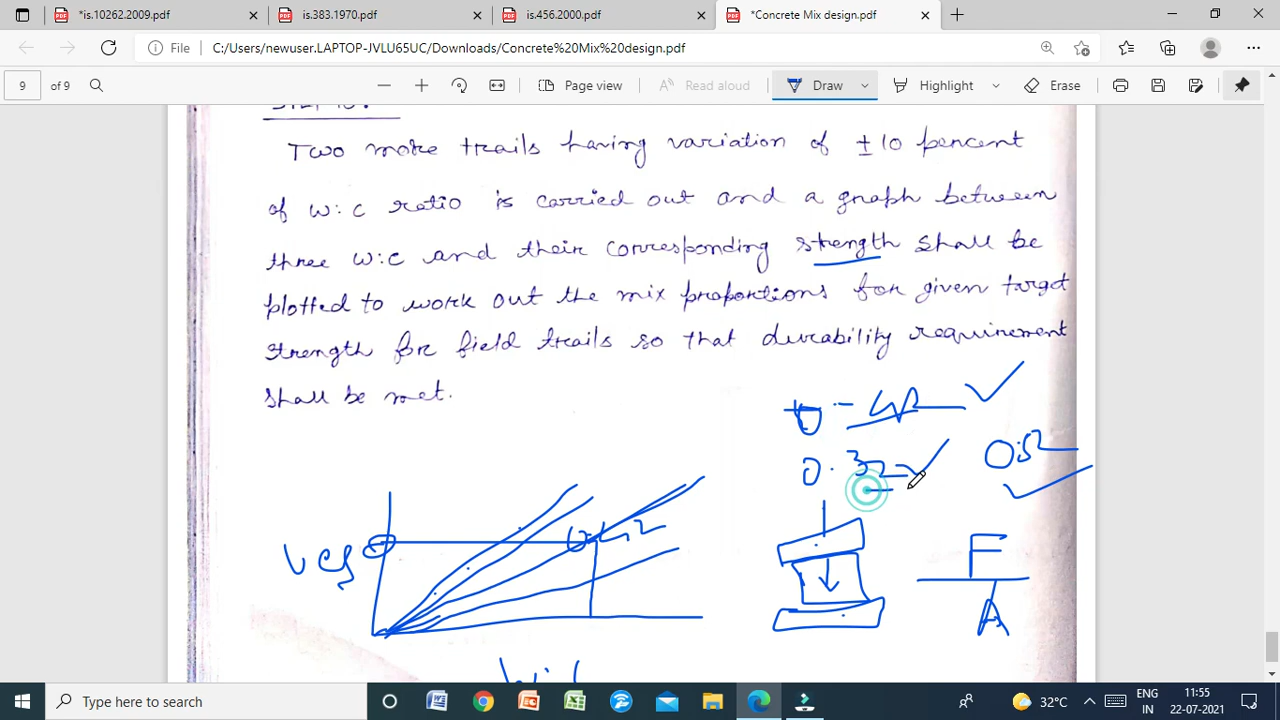 *is.10262.2009.pdf
is.383.1970.pdf
is.456.2000.pdf
*Concrete Mix design.pdf
File
C:/Users/newuser.LAPTOP-JVLU65UC/Downloads/Concrete%20Mix%20design.pdf
9 of 9
Page view
Read aloud
Draw
Highlight
Erase
Two more trails having variation of ±10 percent
of w:c ratio is carried out and a graph between
three w:c and their corresponding strength shall be
plotted to work out the mix proportions for given target
strength for field trails so that durability requirement
shall be met.
0.32
0.52
0.42
F
A
Type here to search
32°C
ENG
IN
11:55
22-07-2021